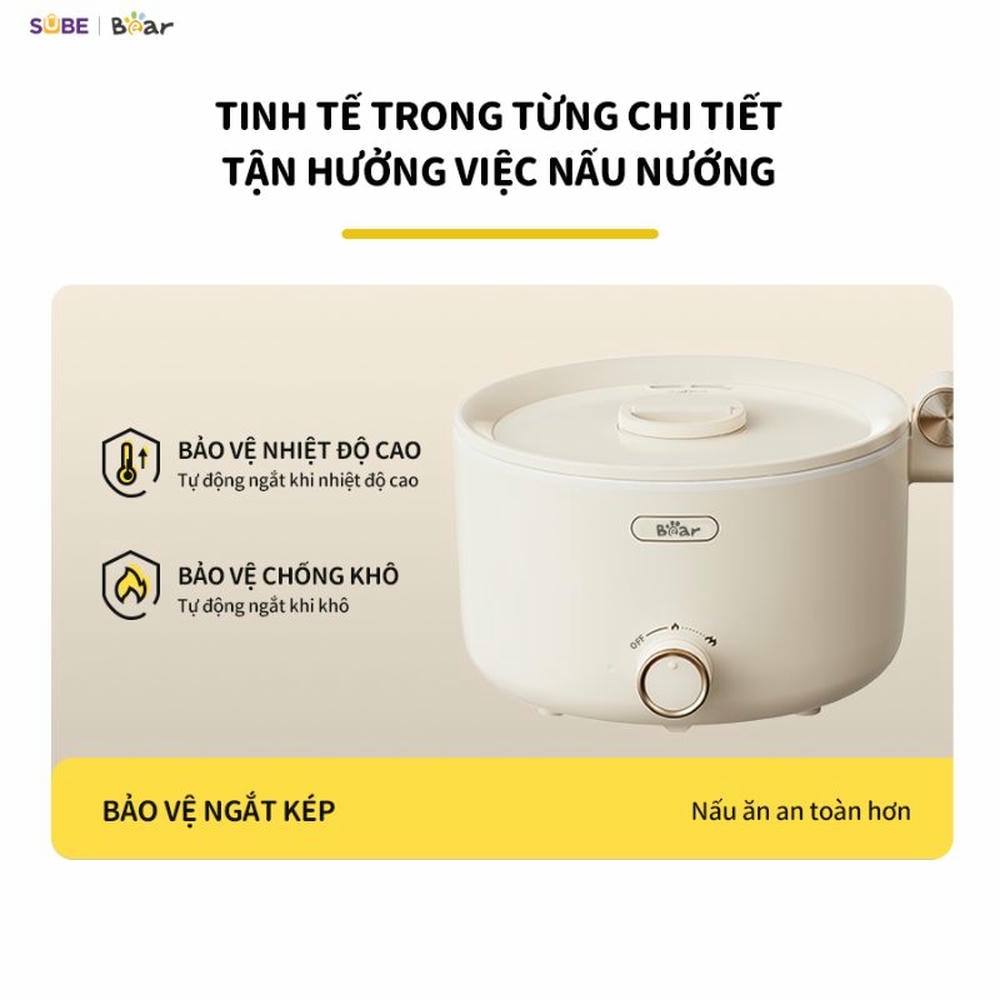 SUBE | Bear
TINH TẾ TRONG TỪNG CHI TIẾT
TẬN HƯỞNG VIỆC NẤU NƯỚNG
BẢO VỆ NHIỆT ĐỘ CAO
Tự động ngắt khi nhiệt độ cao
BẢO VỆ CHỐNG KHÔ
Tự động ngắt khi khô
Bear
OFF
BẢO VỆ NGẮT KÉP
Nấu ăn an toàn hơn